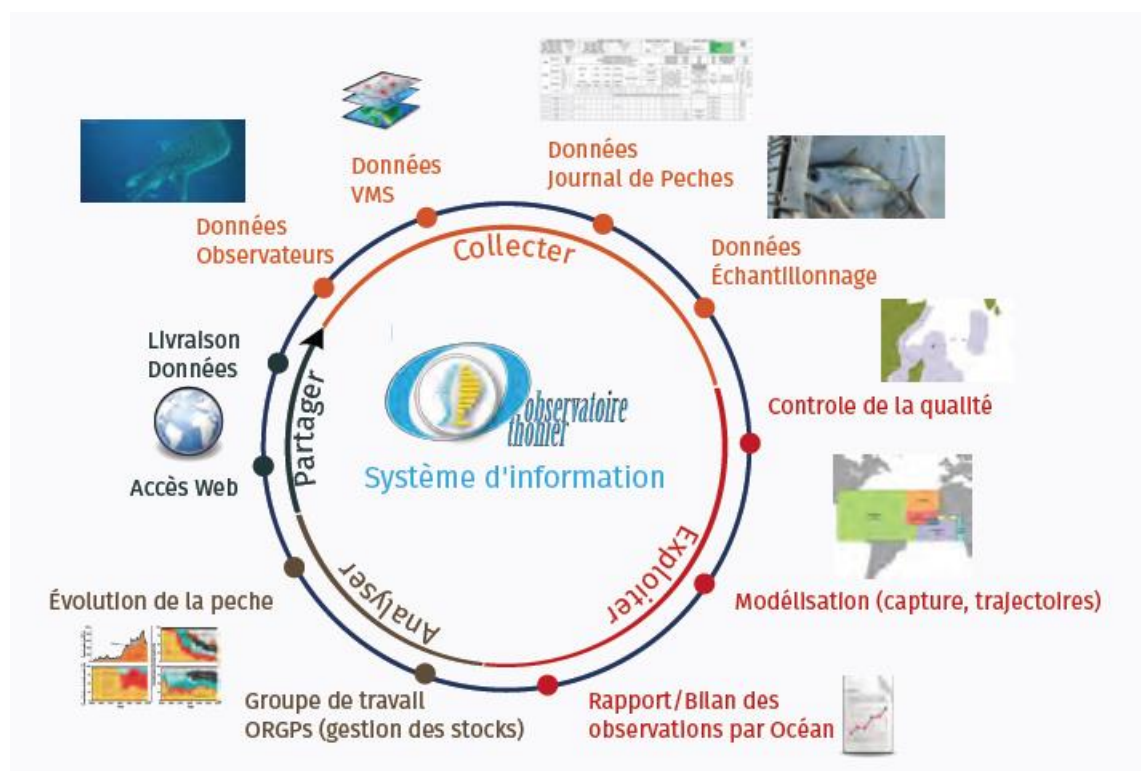 Données
VMS
Données
Journal de Peches
Données
Observateurs
Collecter
Données
Échantillonnage
Livraison
Données
Partager
observatoire
thonier
Système d'information
Controle de la qualité
Accès Web
Exploiter
Analyser
Modélisation (capture, trajectoires)
Évolution de la peche
Groupe de travail
ORGPs (gestion des stocks)
Rapport/Bilan des
observations par Océan